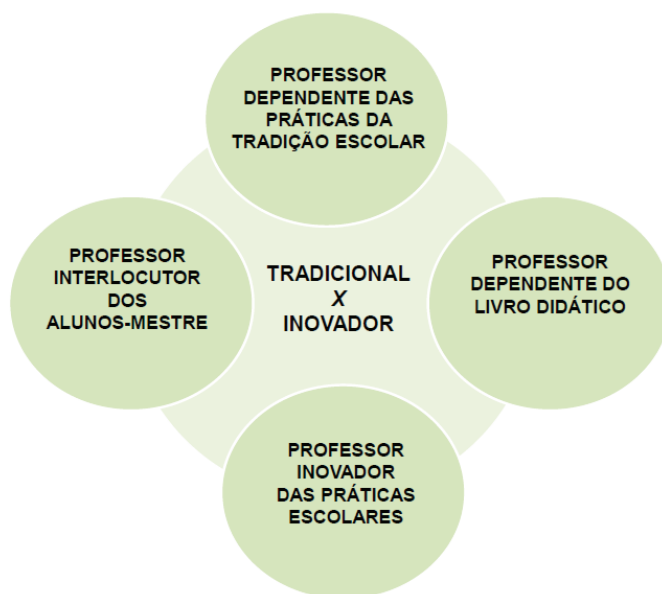 PROFESSOR
DEPENDENTE DAS
PRÁTICAS DA
TRADIÇÃO ESCOLAR
PROFESSOR
INTERLOCUTOR
DOS
ALUNOS-MESTRE
TRADICIONAL
X
INOVADOR
PROFESSOR
DEPENDENTE DO
LIVRO DIDÁTICO
PROFESSOR
INOVADOR
DAS PRÁTICAS
ESCOLARES